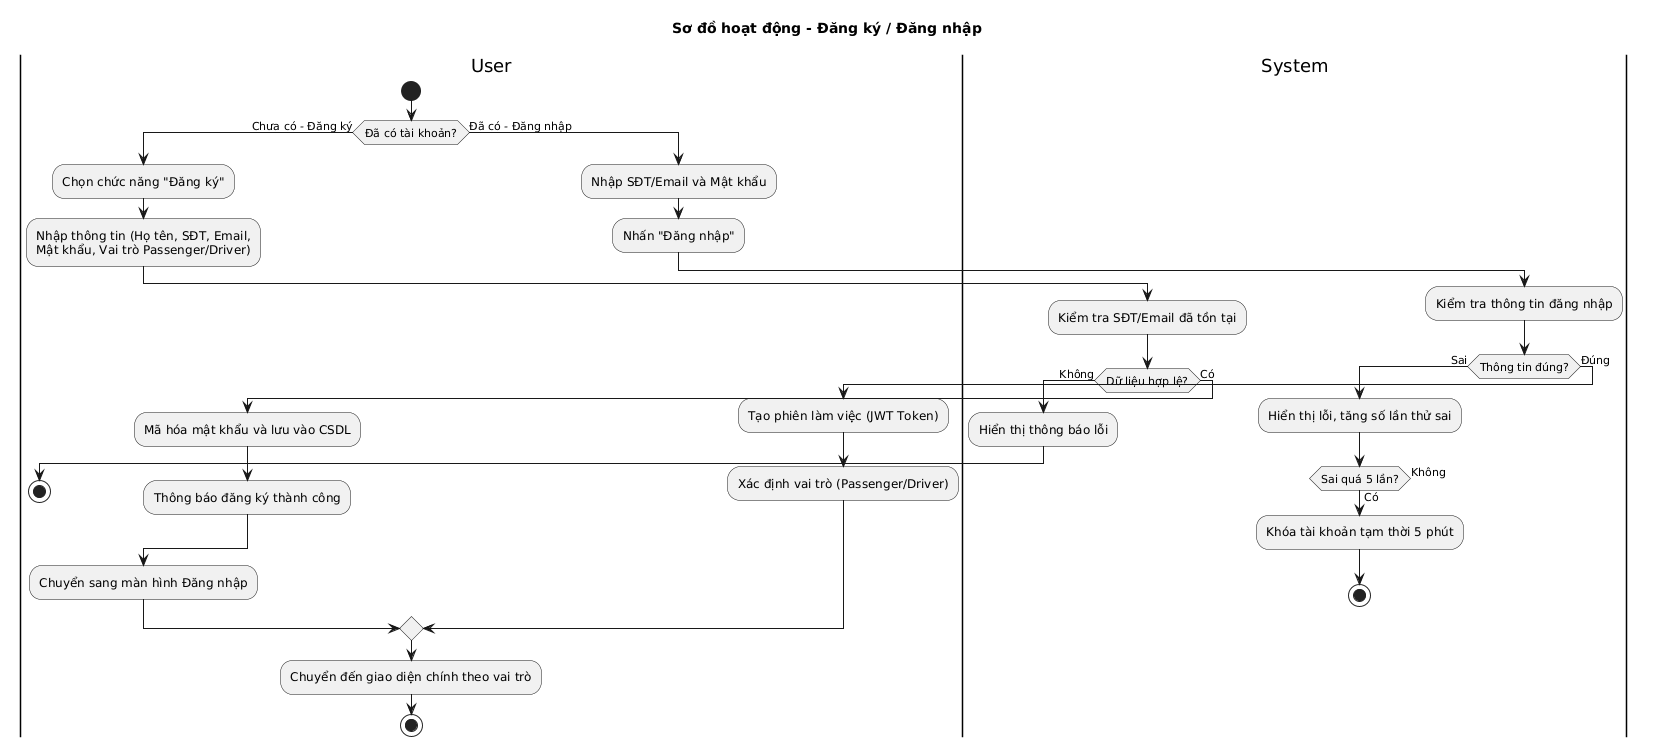 Sơ đồ hoạt động - Đăng ký / Đăng nhập
User
System
Chưa có - Đăng ký
Đã có tài khoản?
Đã có - Đăng nhập
Chọn chức năng "Đăng ký"
Nhập SĐT/Email và Mật khẩu
Nhập thông tin (Họ tên, SĐT, Email,
Mật khẩu, Vai trò Passenger/Driver)
Nhấn "Đăng nhập"
Kiểm tra SĐT/Email đã tồn tại
Kiểm tra thông tin đăng nhập
Không
Dữ liệu hợp lệ?
Có
Sai
Thông tin đúng?
Đúng
Mã hóa mật khẩu và lưu vào CSDL
Tạo phiên làm việc (JWT Token)
Hiển thị thông báo lỗi
Hiển thị lỗi, tăng số lần thử sai
Thông báo đăng ký thành công
Xác định vai trò (Passenger/Driver)
Sai quá 5 lần?
Không
Có
Khóa tài khoản tạm thời 5 phút
Chuyển sang màn hình Đăng nhập
Chuyển đến giao diện chính theo vai trò